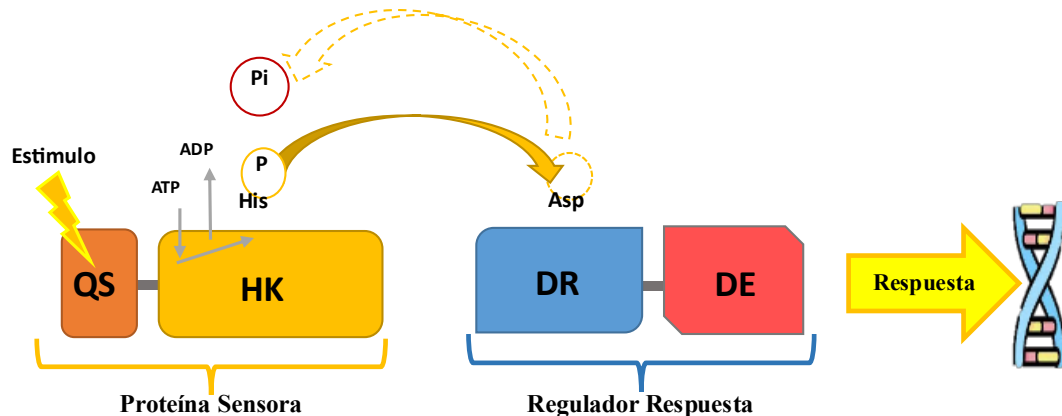 Pi
Estimulo
ADP
P
ATP
His
Asp
QS
HK
DR
DE
Respuesta
Proteína Sensora
Regulador Respuesta